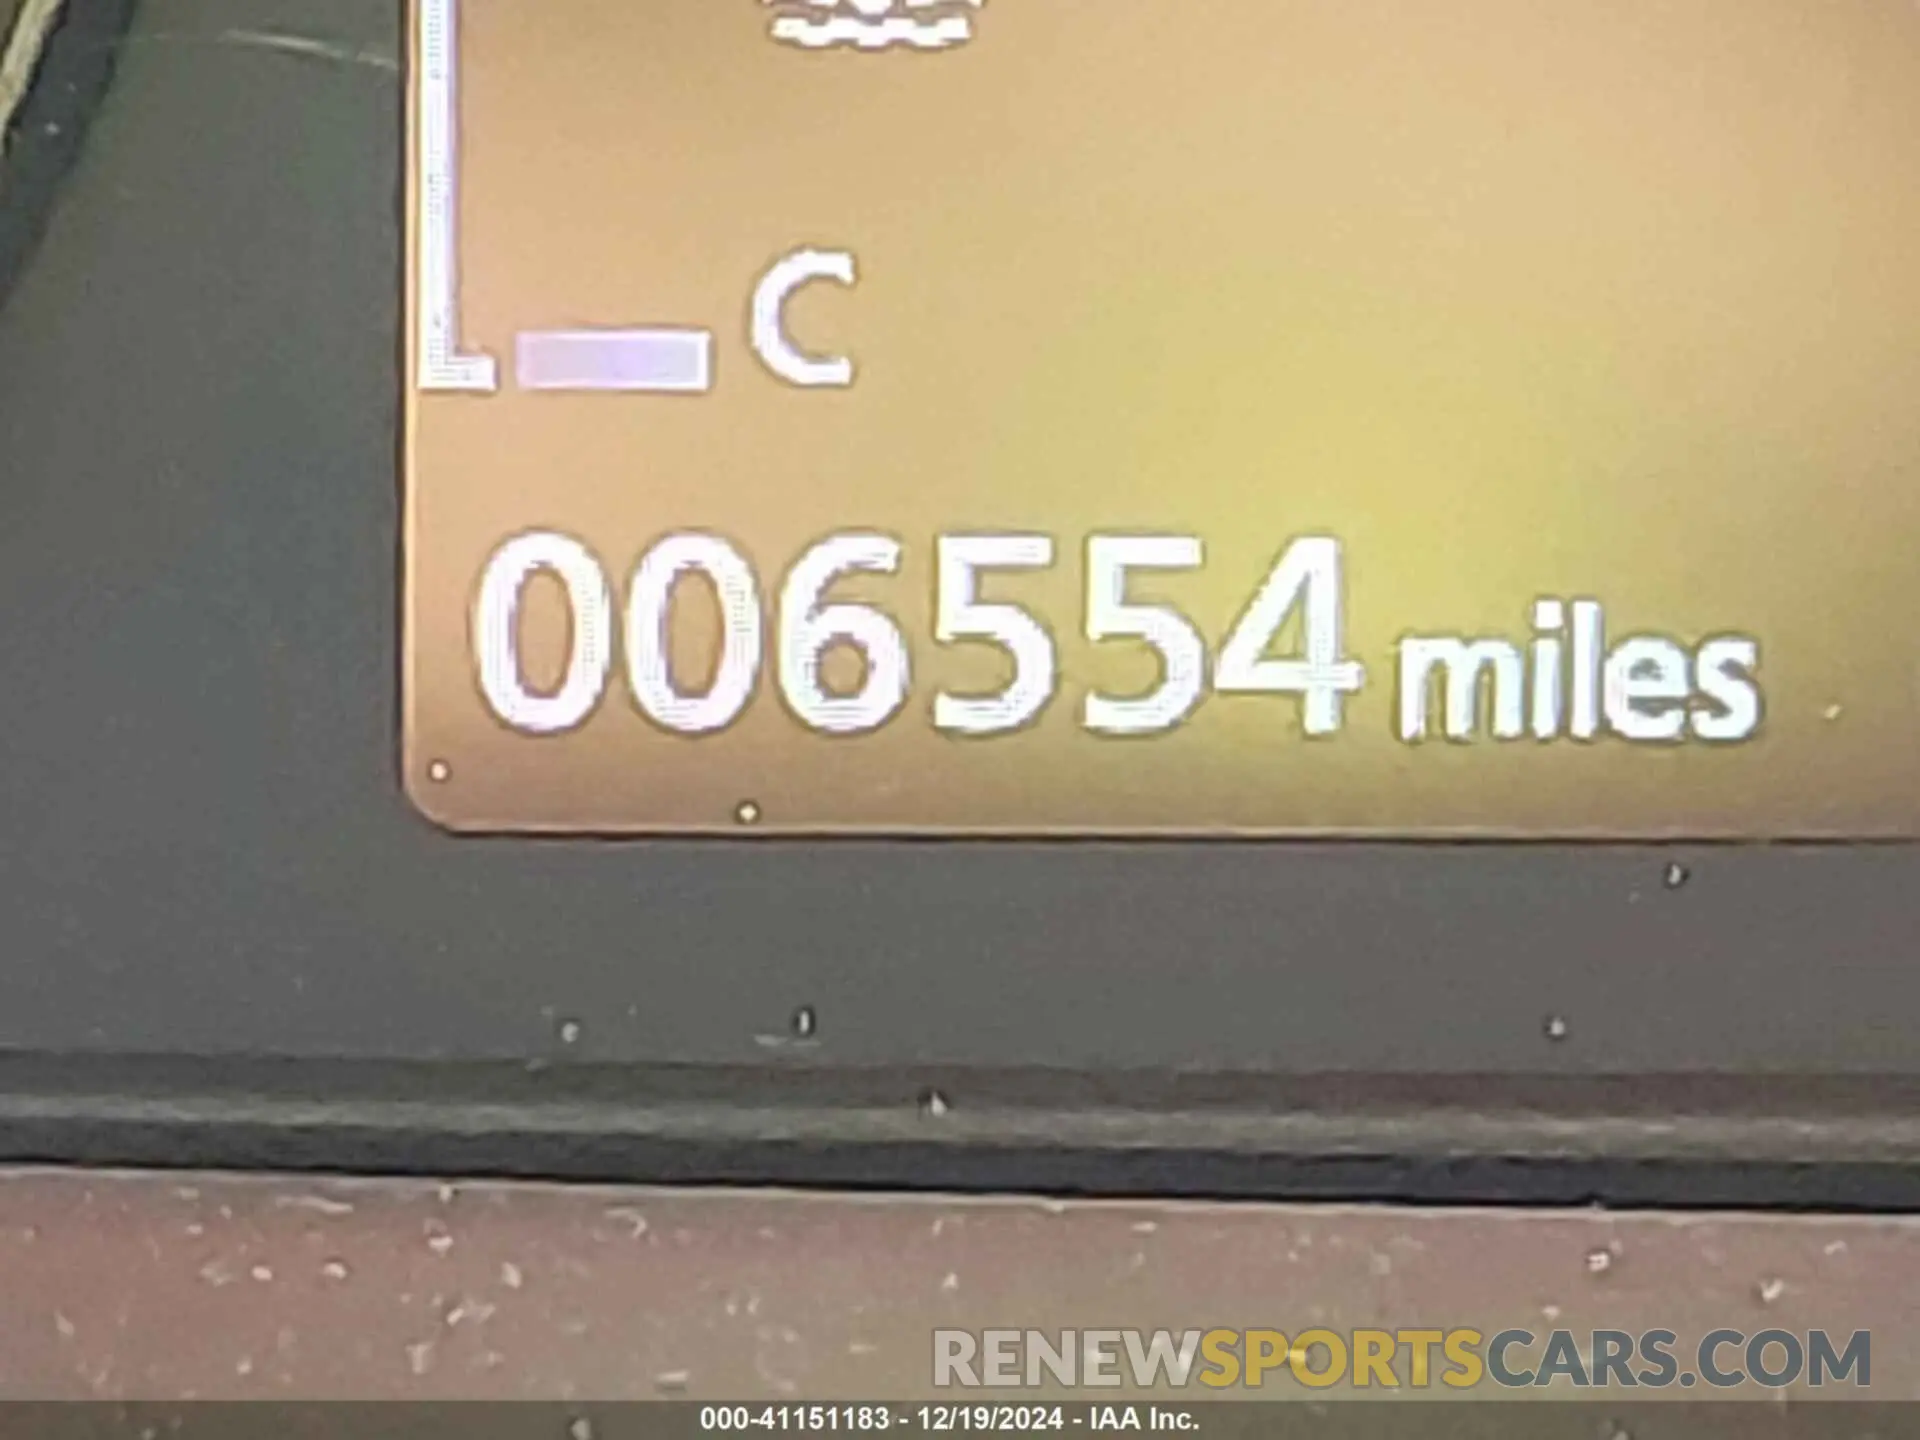 C
006554 miles
RENEWSPORTSCARS.COM
000-41151183 - 12/19/2024 - IAA Inc.